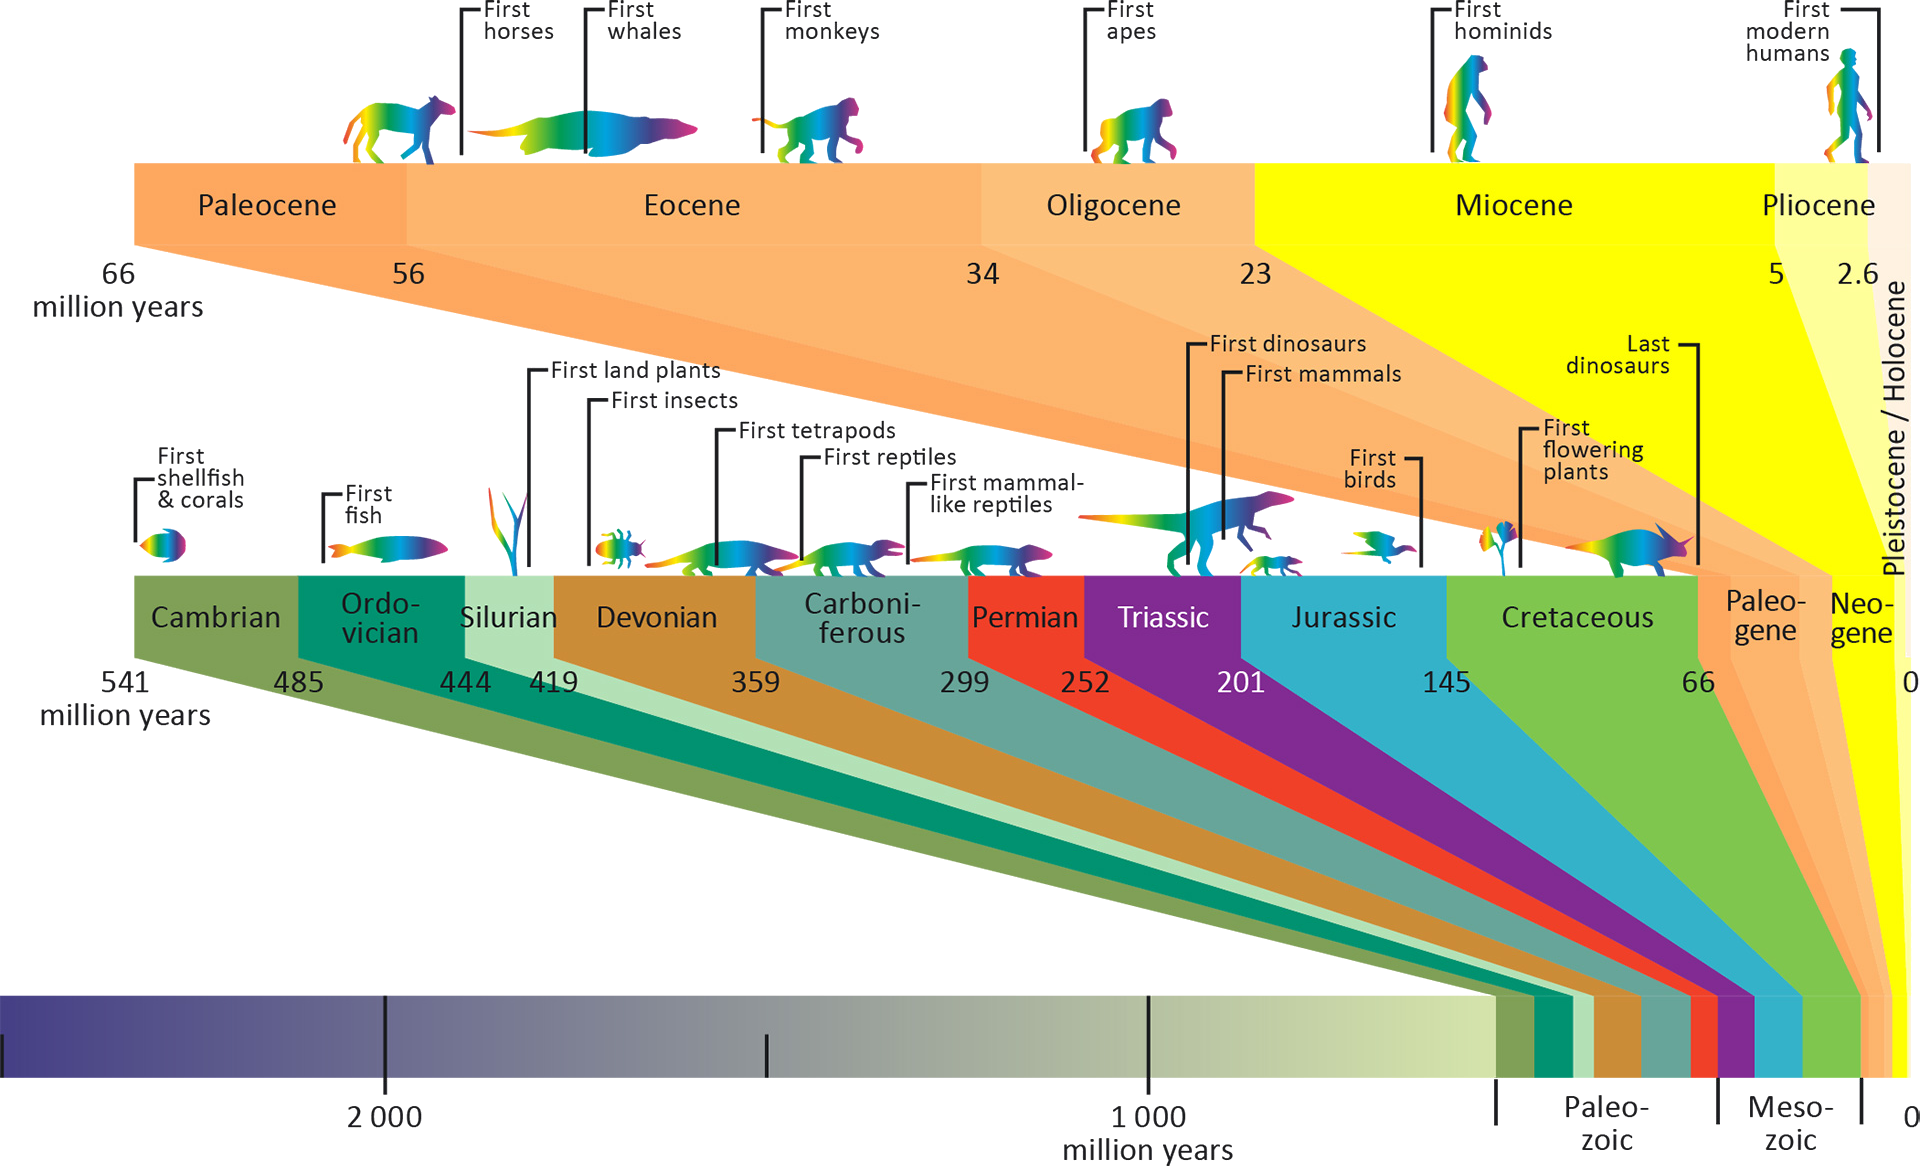 First
horses
First
whales
First
monkeys
First
apes
First
hominids
First
modern
humans
Paleocene
Eocene
Oligocene
Miocene
Pliocene
66
million years
56
34
23
5
2.6
Pleistocene / Holocene
First dinosaurs
First mammals
Last
dinosaurs
First land plants
First insects
First tetrapods
First reptiles
First mammal-
like reptiles
First
birds
First
flowering
plants
First
shellfish
& corals
First
fish
Cambrian
Ordo-
vician
Silurian
Devonian
Carboni-
ferous
Permian
Triassic
Jurassic
Cretaceous
Paleo-
gene
Neo-
gene
541
million years
485
444
419
359
299
252
201
145
66
0
2 000
1 000
million years
Paleo-
zoic
Meso-
zoic
0